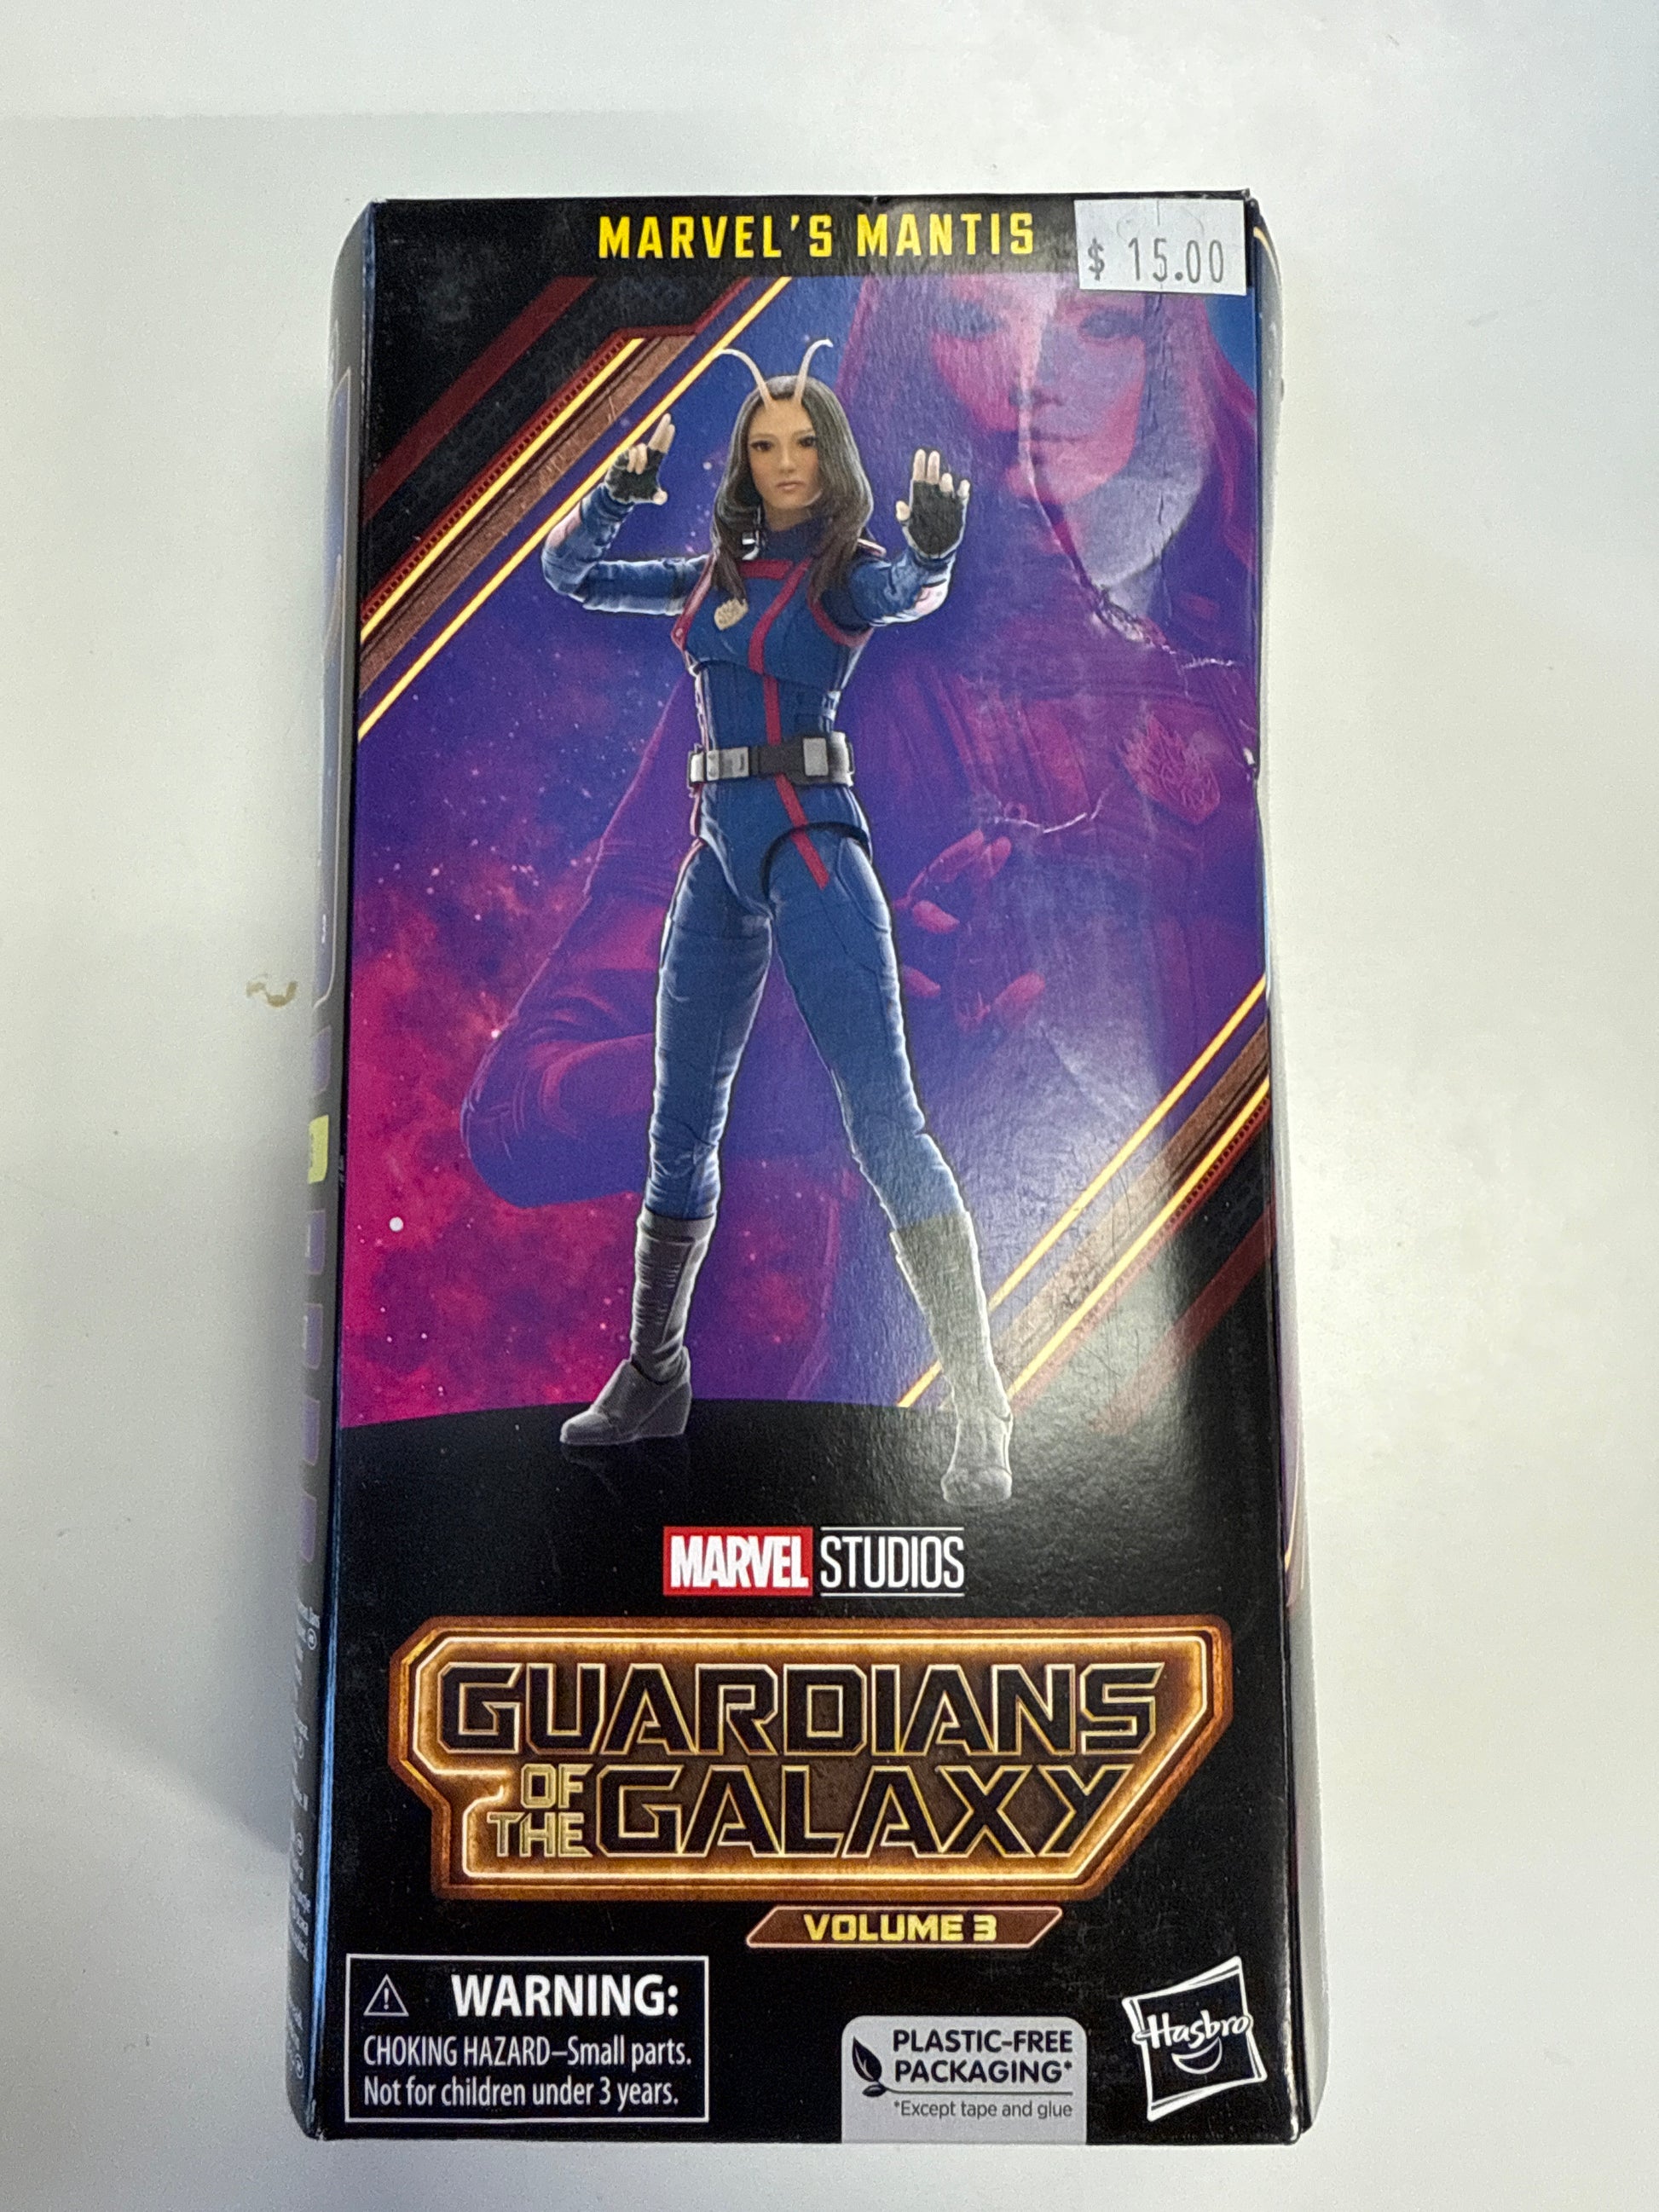 MARVEL'S MANTIS
$ 15.00
MARVEL STUDIOS
GUARDIANS
OF THE GALAXY
VOLUME 3
WARNING:
CHOKING HAZARD–Small parts.
Not for children under 3 years.
PLASTIC-FREE
PACKAGING*
*Except tape and glue
Hasbro